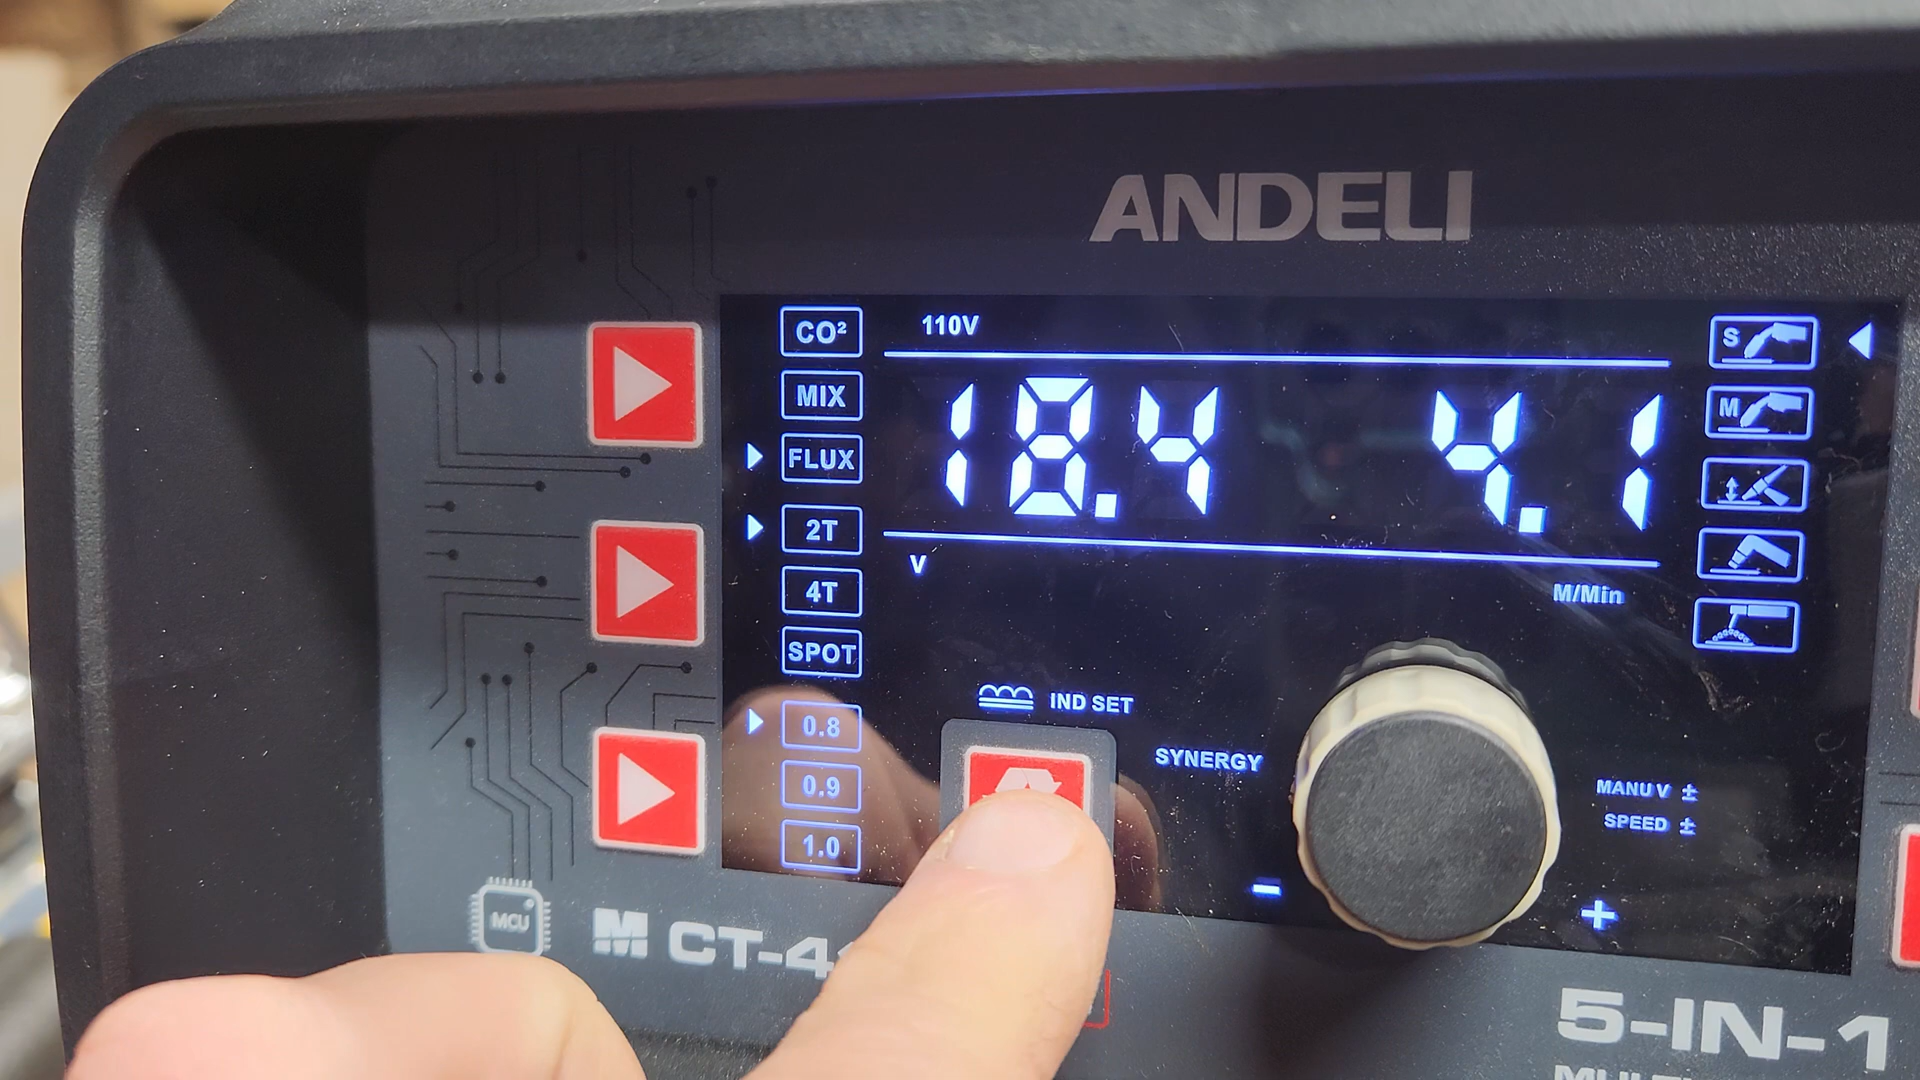 ANDELI
CO²
MIX
FLUX
2T
4T
SPOT
0.8
0.9
1.0
110V
18.4 4.1
V
M/Min
S
M
IND SET
SYNERGY
MANU V ±
SPEED ±
- +
MCU
M CT-4
5-IN-1